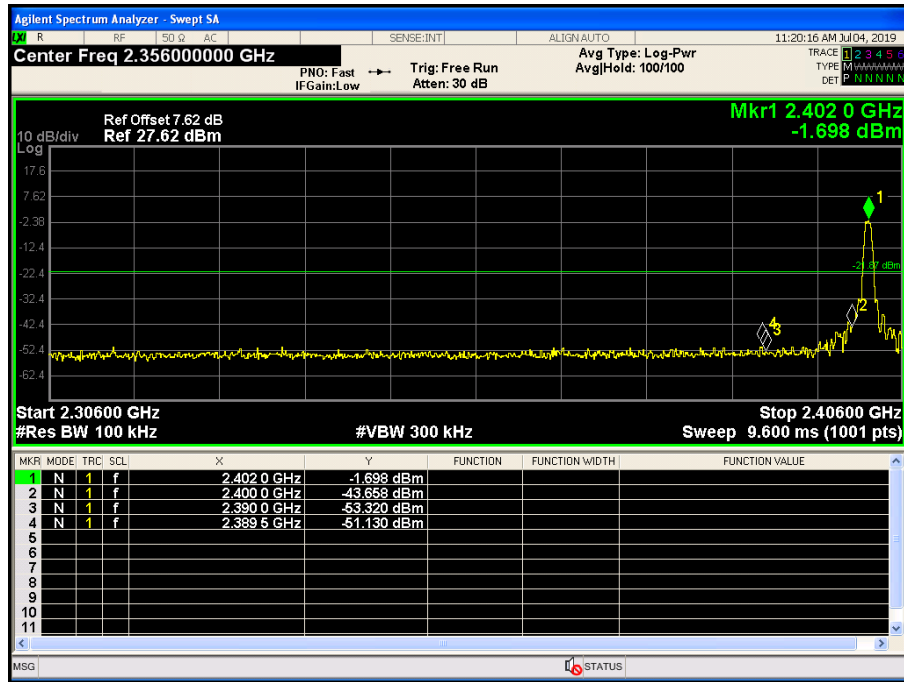 Agilent Spectrum Analyzer - Swept SA
LXI R RF 50 Ω AC SENSE:INT ALIGN AUTO 11:20:16 AM Jul 04, 2019
Center Freq 2.356000000 GHz
PNO: Fast
IFGain:Low
Trig: Free Run
Atten: 30 dB
Avg Type: Log-Pwr
Avg|Hold: 100/100
TRACE 1 2 3 4 5 6
TYPE M
DET P N N N N N
Mkr1 2.402 0 GHz
-1.698 dBm
Ref Offset 7.62 dB
10 dB/div Ref 27.62 dBm
Log
17.6
7.62
-2.38
-12.4
-22.4
-32.4
-42.4
-52.4
-62.4
1
-21.87 dBm
2
4
3
Start 2.30600 GHz Stop 2.40600 GHz
#Res BW 100 kHz #VBW 300 kHz Sweep 9.600 ms (1001 pts)
MKR MODE TRC SCL X Y FUNCTION FUNCTION WIDTH FUNCTION VALUE
1 N 1 f 2.402 0 GHz -1.698 dBm
2 N 1 f 2.400 0 GHz -43.658 dBm
3 N 1 f 2.390 0 GHz -53.320 dBm
4 N 1 f 2.389 5 GHz -51.130 dBm
5
6
7
8
9
10
11
MSG STATUS